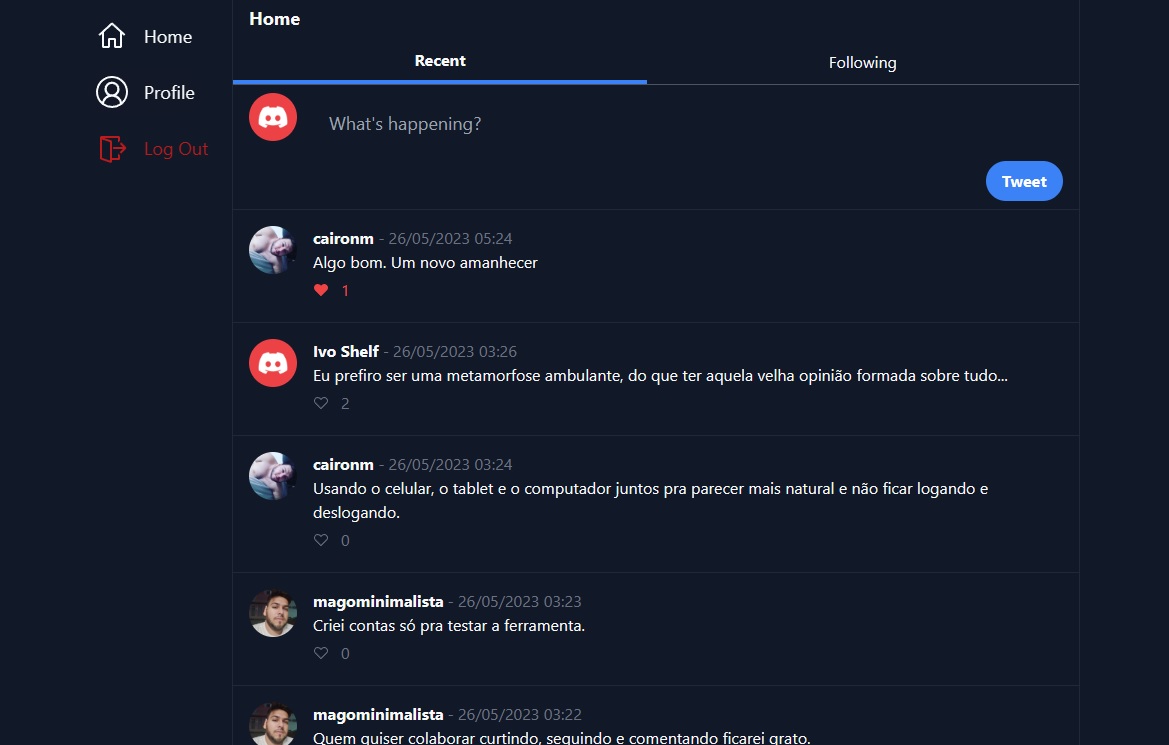 Home
Profile
Log Out
Home
Recent
Following
What's happening?
Tweet
caironm - 26/05/2023 05:24
Algo bom. Um novo amanhecer
1
Ivo Shelf - 26/05/2023 03:26
Eu prefiro ser uma metamorfose ambulante, do que ter aquela velha opinião formada sobre tudo...
2
caironm - 26/05/2023 03:24
Usando o celular, o tablet e o computador juntos pra parecer mais natural e não ficar logando e
deslogando.
0
magominimalista - 26/05/2023 03:23
Criei contas só pra testar a ferramenta.
0
magominimalista - 26/05/2023 03:22
Quem quiser colaborar curtindo, seguindo e comentando ficarei grato.